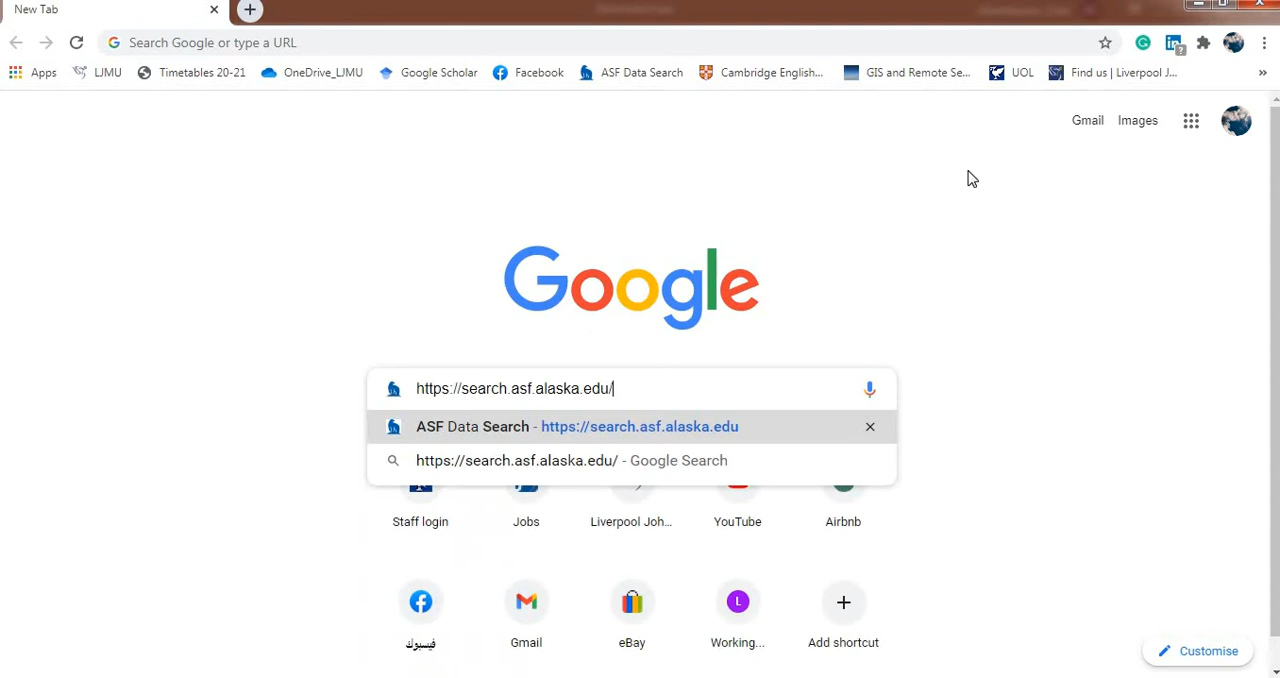 New Tab
Search Google or type a URL
Apps LJMU Timetables 20-21 OneDrive_LJMU Google Scholar Facebook ASF Data Search Cambridge English... GIS and Remote Se... UOL Find us | Liverpool J...
Gmail Images
Google
https://search.asf.alaska.edu/
ASF Data Search - https://search.asf.alaska.edu
https://search.asf.alaska.edu/ - Google Search
Staff login Jobs Liverpool Joh... YouTube Airbnb
فيسبوك Gmail eBay Working... Add shortcut
L
Customise